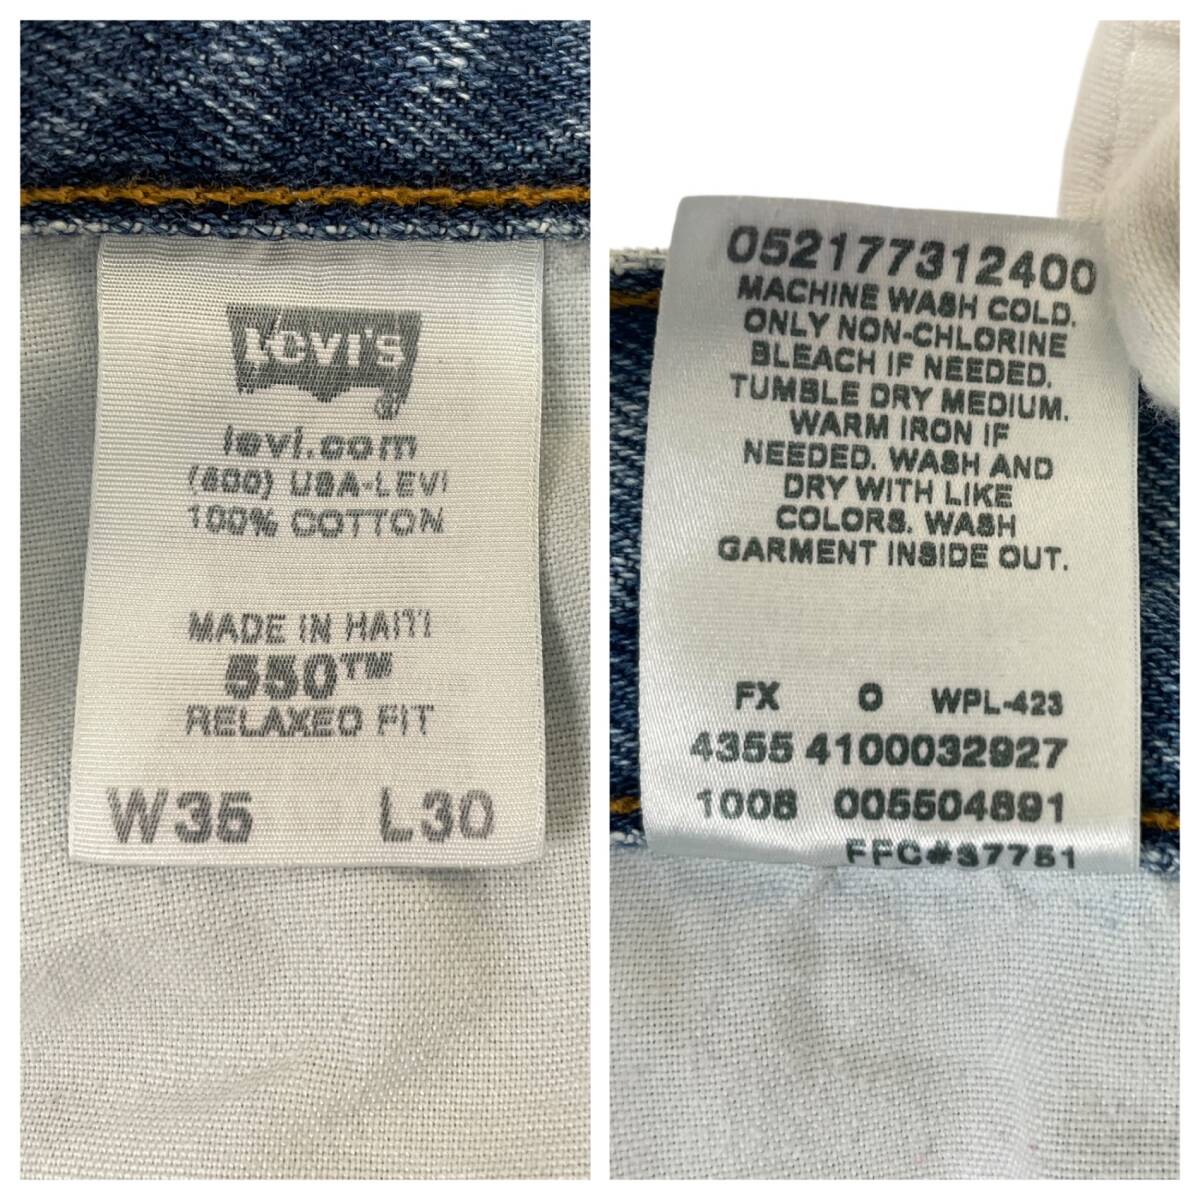 LEVI'S
levi.com
(800) USA-LEVI
100% COTTON
MADE IN HAITI
550™
RELAXED FIT
W35 L30
052177312400
MACHINE WASH COLD.
ONLY NON-CHLORINE
BLEACH IF NEEDED.
TUMBLE DRY MEDIUM.
WARM IRON IF
NEEDED. WASH AND
DRY WITH LIKE
COLORS. WASH
GARMENT INSIDE OUT.
FX O WPL-423
4355 4100032927
1008 005504891
FFC#37751